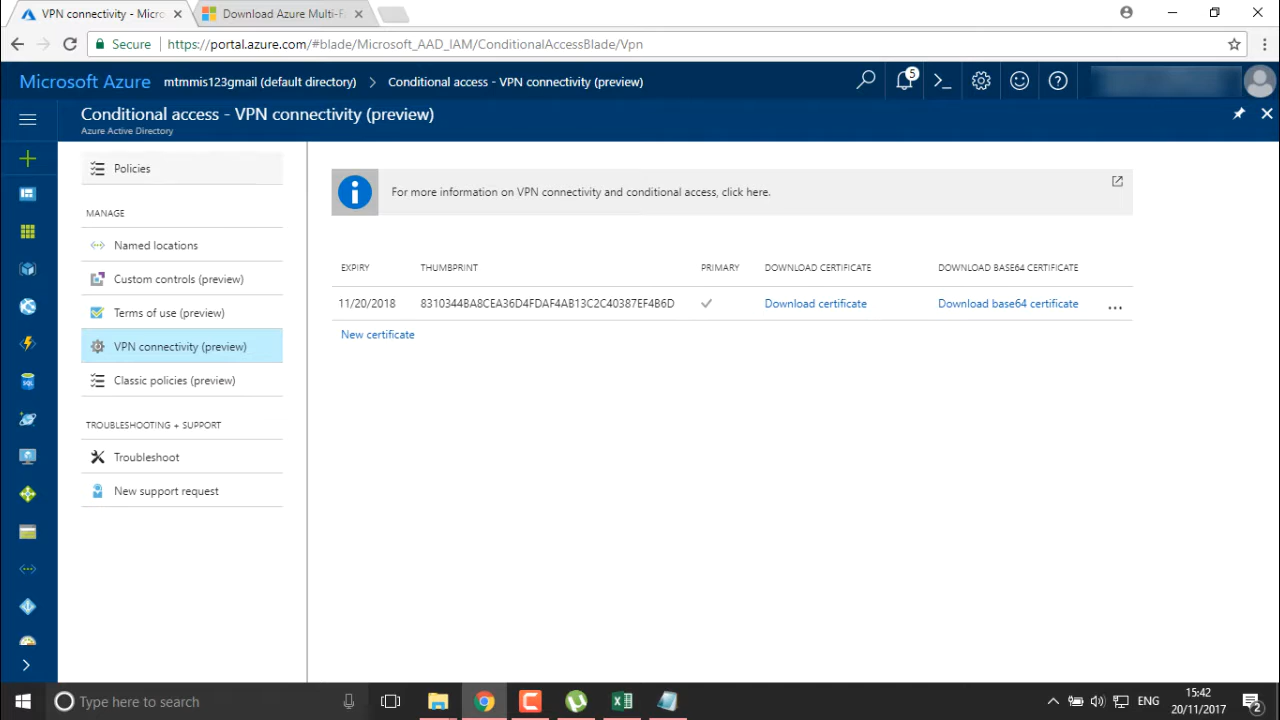 VPN connectivity - Micro
Download Azure Multi-F
Secure
https://portal.azure.com/#blade/Microsoft_AAD_IAM/ConditionalAccessBlade/Vpn
Microsoft Azure
mtmmis123gmail (default directory)
Conditional access - VPN connectivity (preview)
5
Conditional access - VPN connectivity (preview)
Azure Active Directory
Policies
MANAGE
Named locations
Custom controls (preview)
Terms of use (preview)
VPN connectivity (preview)
Classic policies (preview)
TROUBLESHOOTING + SUPPORT
Troubleshoot
New support request
For more information on VPN connectivity and conditional access, click here.
EXPIRY THUMBPRINT PRIMARY DOWNLOAD CERTIFICATE DOWNLOAD BASE64 CERTIFICATE
11/20/2018 8310344BA8CEA36D4FDAF4AB13C2C40387EF4B6D Download certificate Download base64 certificate ...
New certificate
SQL
Type here to search
ENG
15:42
20/11/2017
2